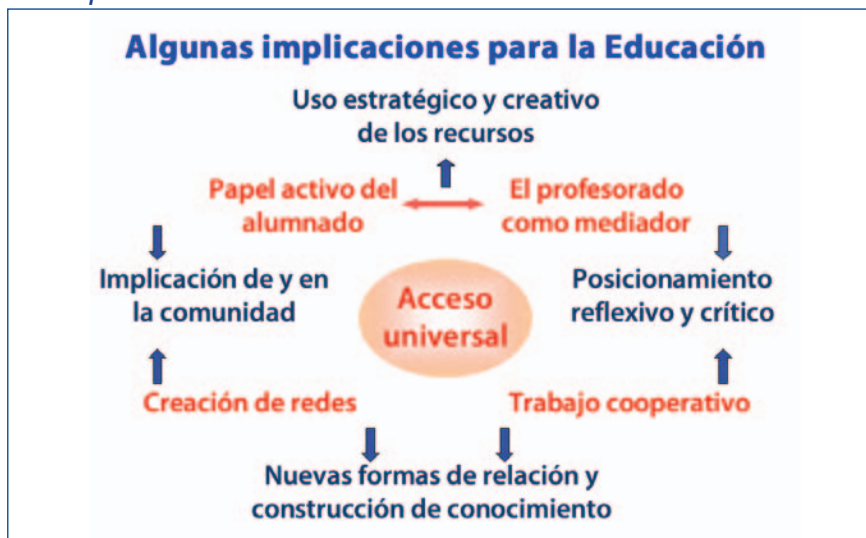 Algunas implicaciones para la Educación
Uso estratégico y creativo
de los recursos
Papel activo del
alumnado
El profesorado
como mediador
Implicación de y en
la comunidad
Acceso
universal
Posicionamiento
reflexivo y crítico
Creación de redes
Trabajo cooperativo
Nuevas formas de relación y
construcción de conocimiento